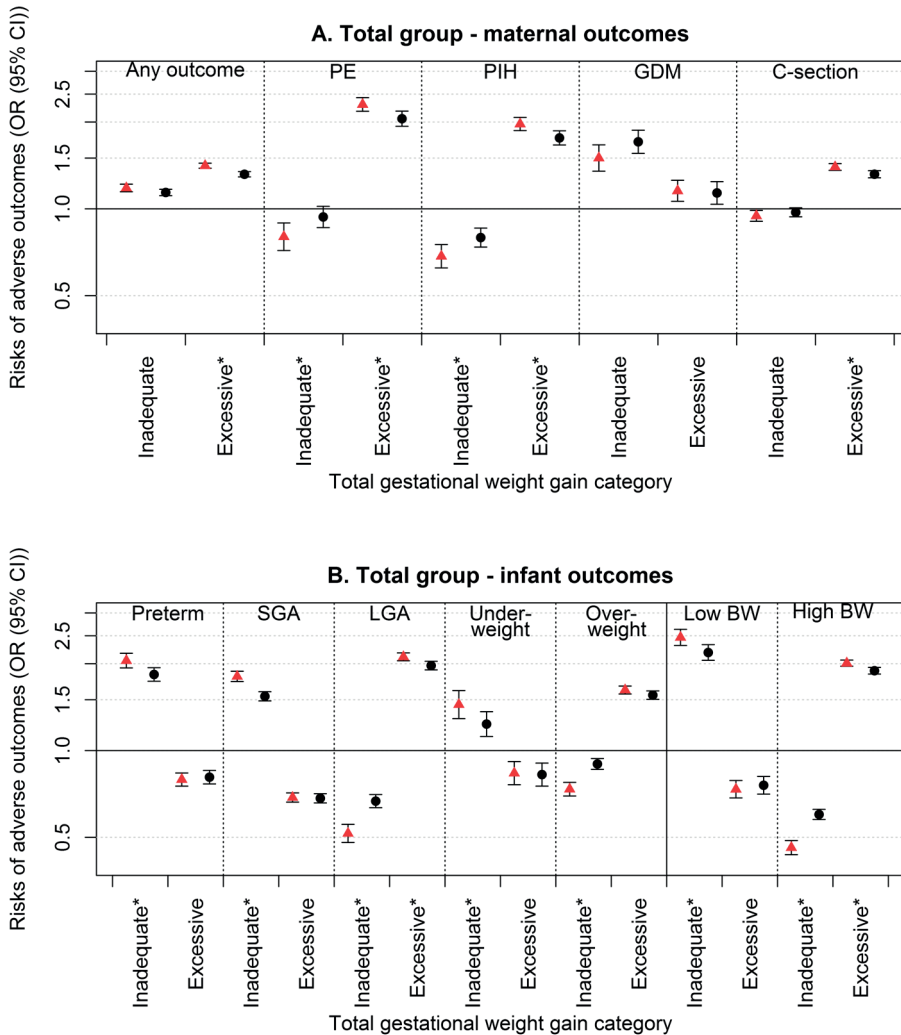 A. Total group - maternal outcomes
Risks of adverse outcomes (OR (95% CI))
Any outcome PE PIH GDM C-section
2.5
1.5
1.0
0.5
Inadequate Excessive* Inadequate* Excessive* Inadequate* Excessive* Inadequate Excessive Inadequate Excessive*
Total gestational weight gain category
B. Total group - infant outcomes
Risks of adverse outcomes (OR (95% CI))
Preterm SGA LGA Under- Over- Low BW High BW
weight weight
2.5
1.5
1.0
0.5
Inadequate* Excessive Inadequate* Excessive Inadequate* Excessive* Inadequate* Excessive Inadequate* Excessive Inadequate* Excessive Inadequate* Excessive*
Total gestational weight gain category